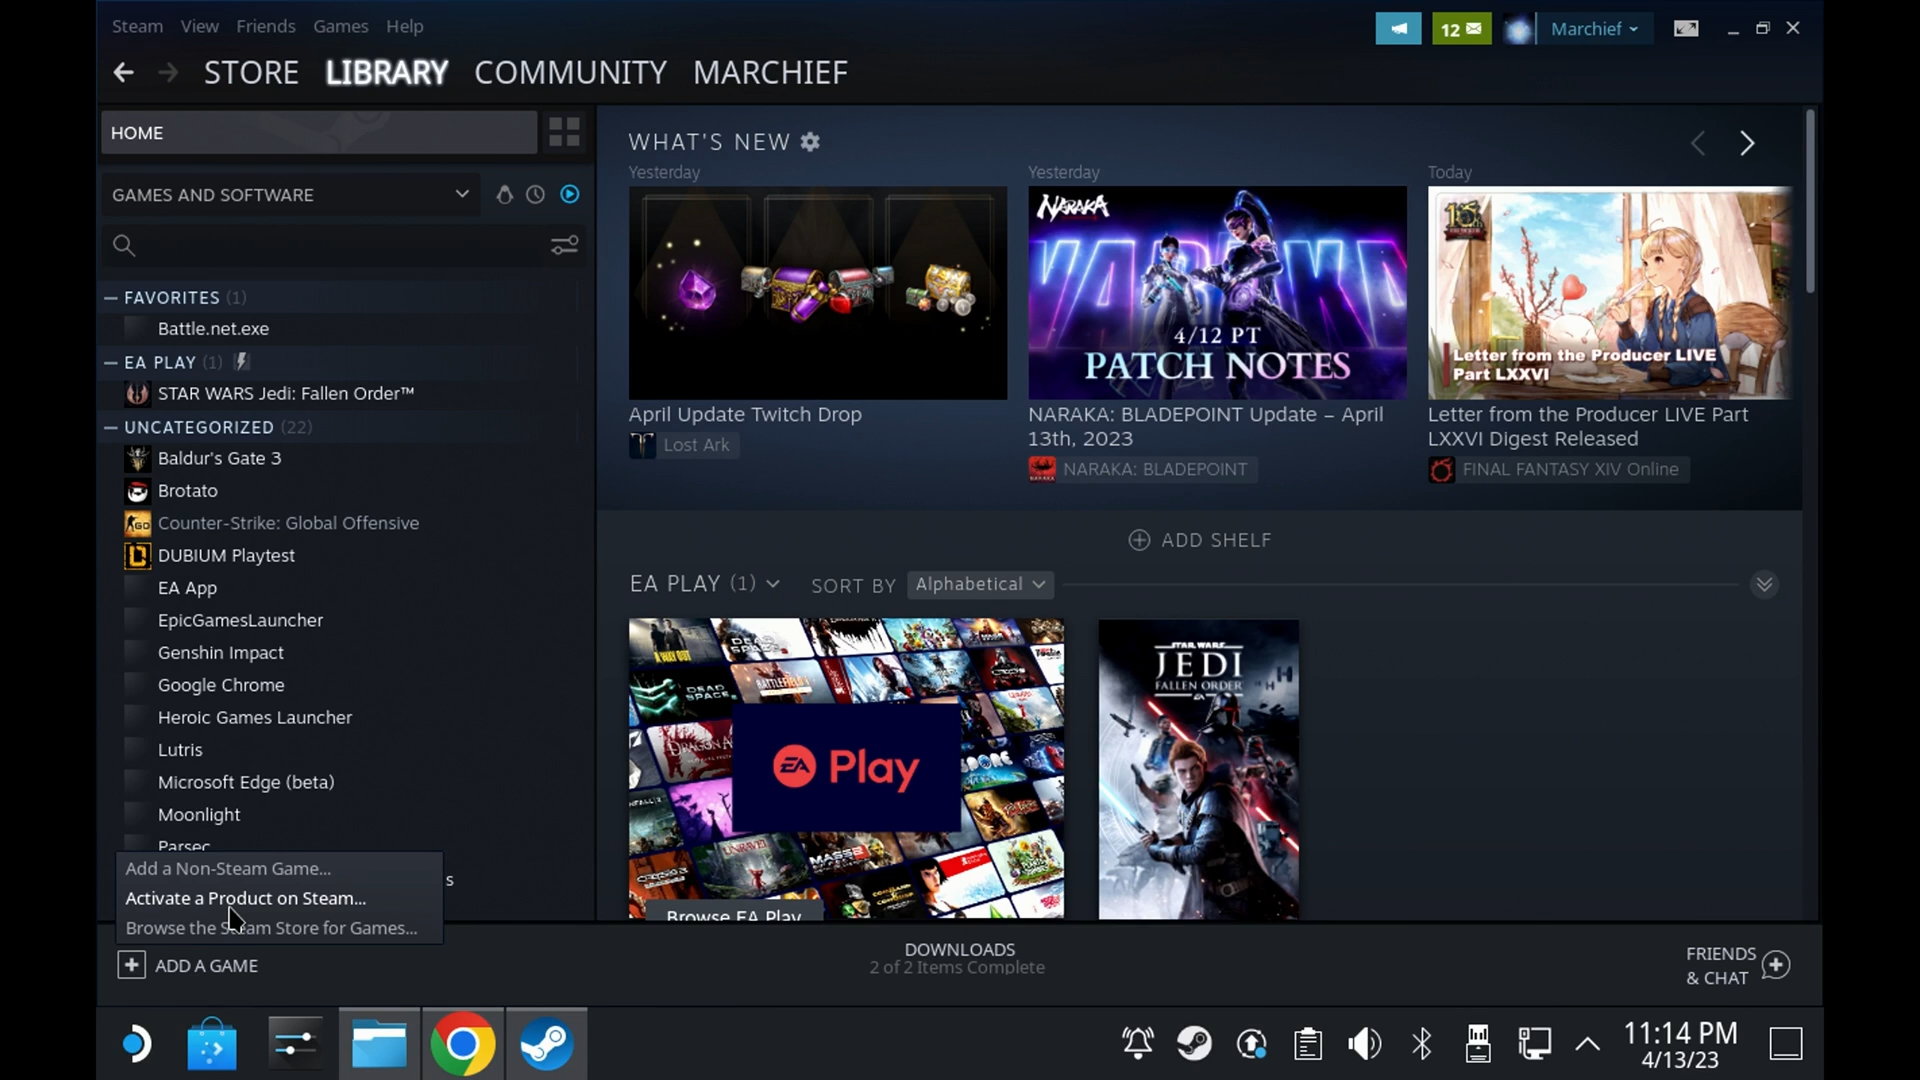 Steam View Friends Games Help
12
Marchief
STORE LIBRARY COMMUNITY MARCHIEF
HOME
GAMES AND SOFTWARE
FAVORITES (1)
Battle.net.exe
EA PLAY (1)
STAR WARS Jedi: Fallen Order™
UNCATEGORIZED (22)
Baldur's Gate 3
Brotato
Counter-Strike: Global Offensive
DUBIUM Playtest
EA App
EpicGamesLauncher
Genshin Impact
Google Chrome
Heroic Games Launcher
Lutris
Microsoft Edge (beta)
Moonlight
Parsec
s
Add a Non-Steam Game...
Activate a Product on Steam...
Browse the Steam Store for Games...
ADD A GAME
WHAT'S NEW
Yesterday
April Update Twitch Drop
Lost Ark
Yesterday
NARAKA
4/12 PT
PATCH NOTES
NARAKA: BLADEPOINT Update – April
13th, 2023
NARAKA: BLADEPOINT
Today
Letter from the Producer LIVE
Part LXXVI
Letter from the Producer LIVE Part
LXXVI Digest Released
FINAL FANTASY XIV Online
ADD SHELF
EA PLAY (1) SORT BY Alphabetical
EA Play
Browse EA Play
STAR WARS
JEDI
FALLEN ORDER
DOWNLOADS
2 of 2 Items Complete
FRIENDS
& CHAT
11:14 PM
4/13/23